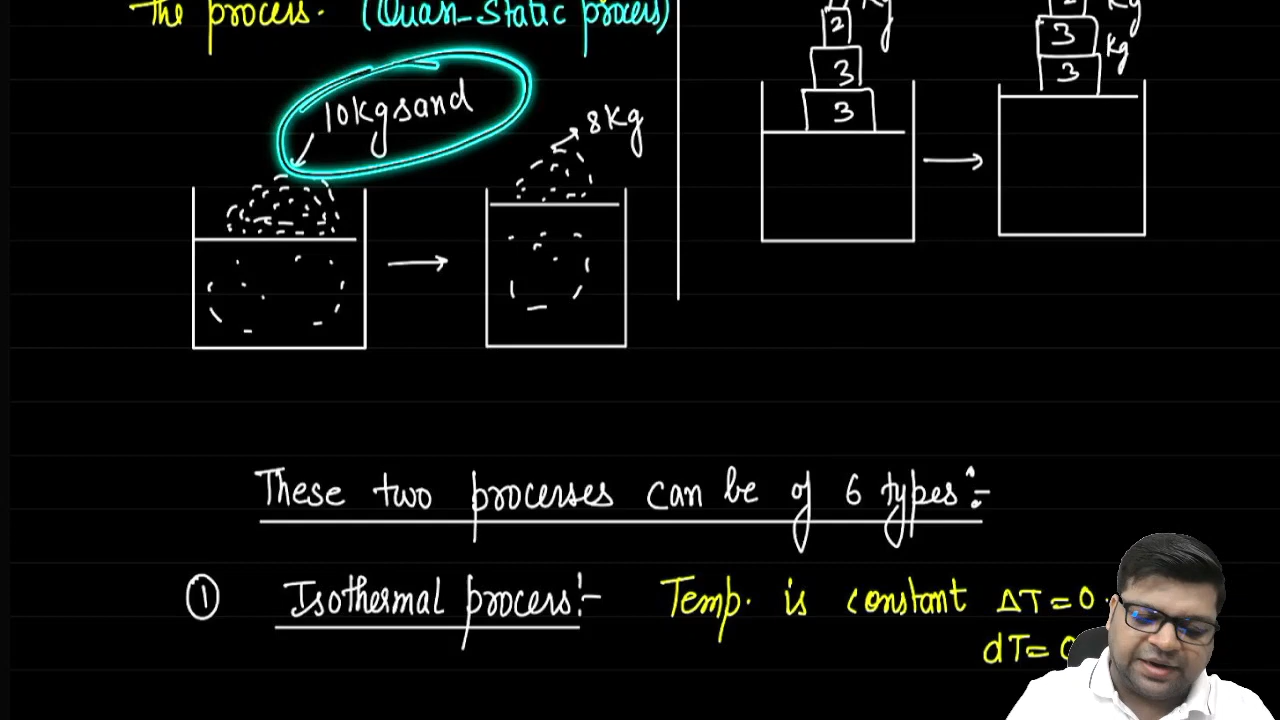 The process. (Quasi-Static process)
10kg sand
8kg
2
3
3
3
kg
3
These two processes can be of 6 types:-
① Isothermal process:- Temp. is constant ΔT=0.
dT=